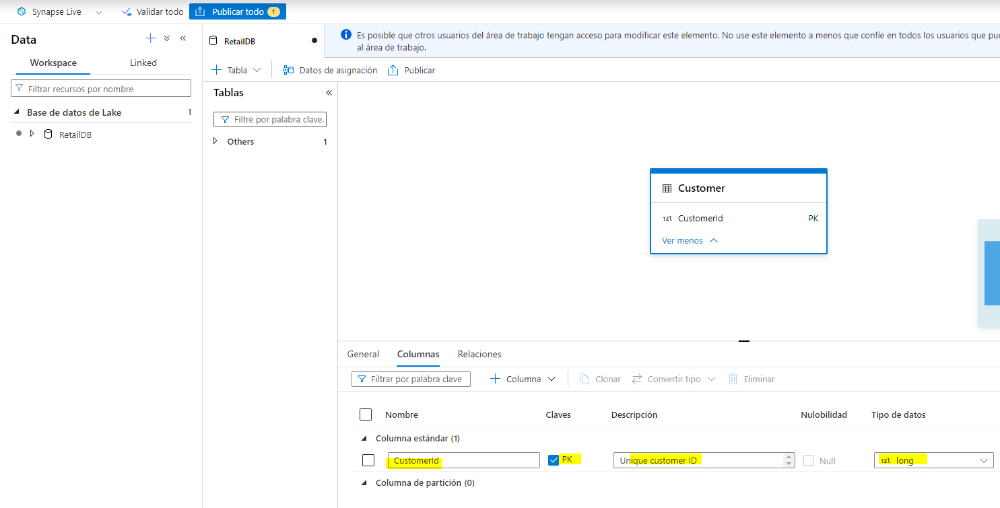 Synapse Live
Validar todo
Publicar todo 1
Data
Workspace
Linked
Filtrar recursos por nombre
Base de datos de Lake 1
RetailDB
RetailDB
Es posible que otros usuarios del área de trabajo tengan acceso para modificar este elemento. No use este elemento a menos que confíe en todos los usuarios que pue
al área de trabajo.
Tabla
Datos de asignación
Publicar
Tablas
Filtre por palabra clave.
Others 1
Customer
12l CustomerId PK
Ver menos
General
Columnas
Relaciones
Filtrar por palabra clave
Columna
Clonar
Convertir tipo
Eliminar
Nombre Claves Descripción Nulobilidad Tipo de datos
Columna estándar (1)
CustomerId PK Unique customer ID Null 12l long
Columna de partición (0)